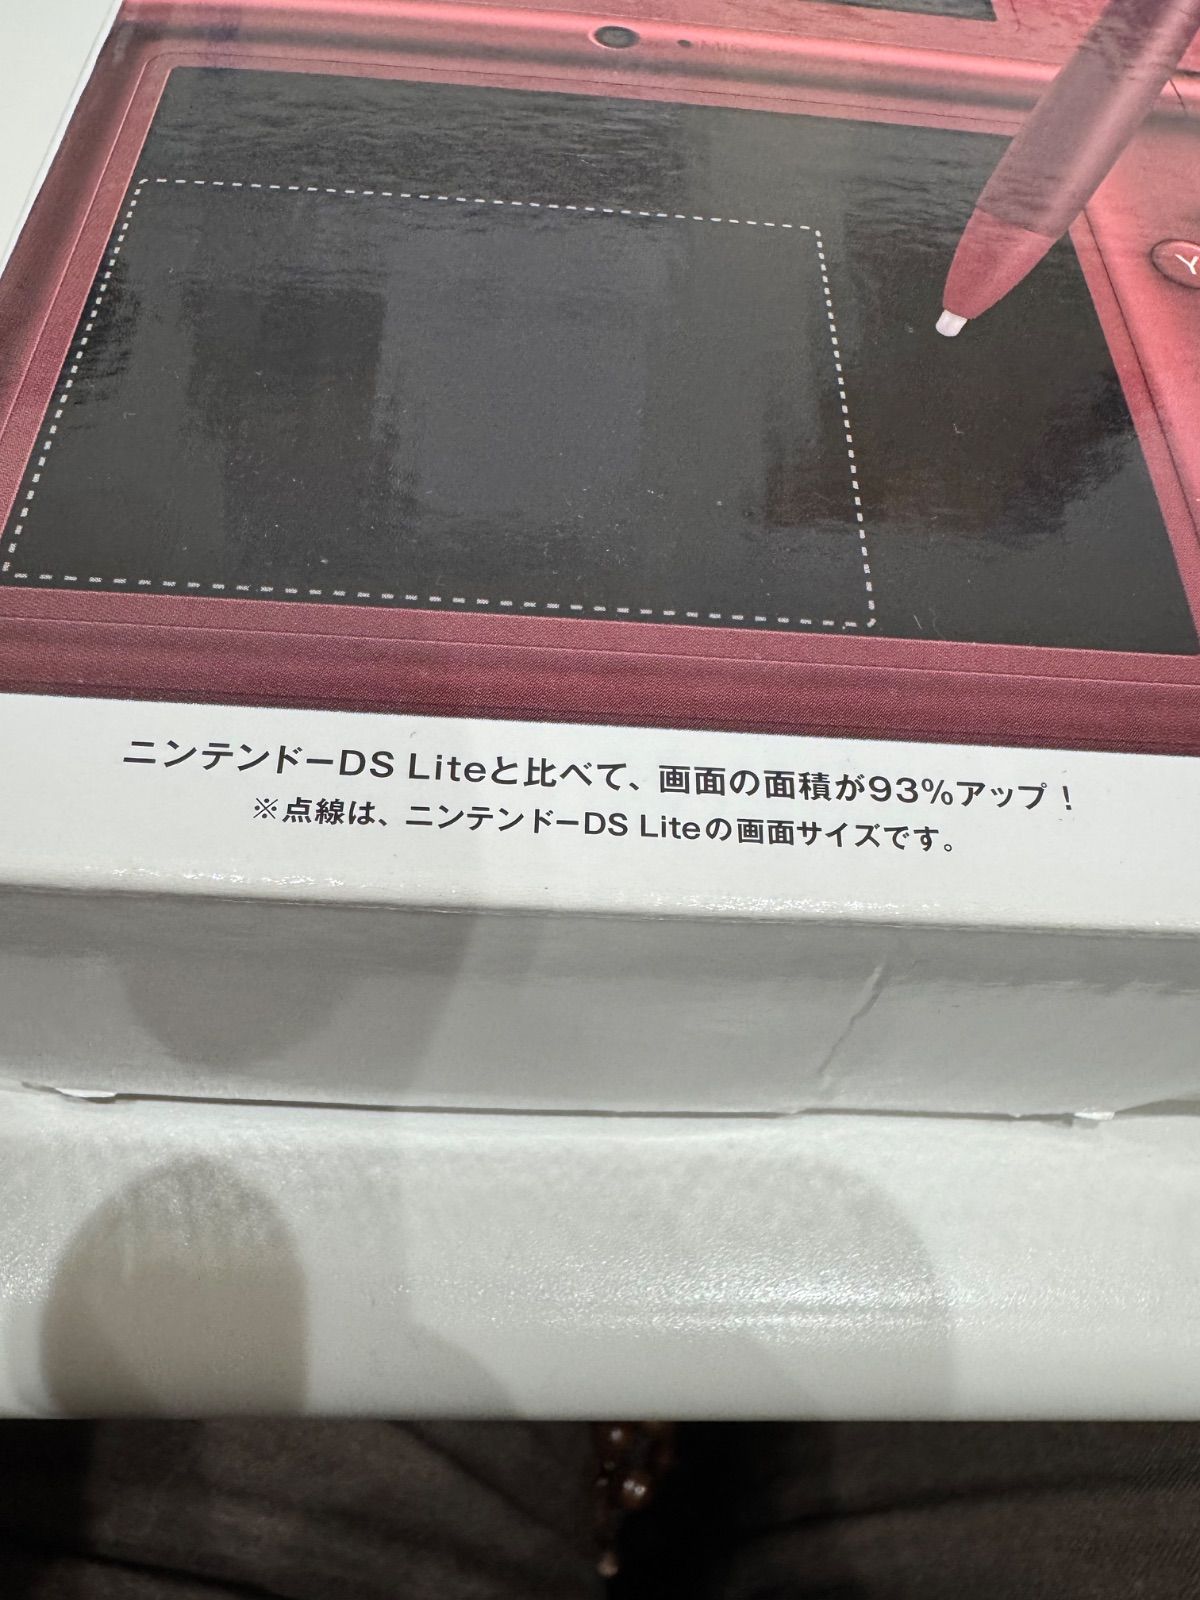 MIC
Y
ニンテンドーDS Liteと比べて、画面の面積が93%アップ！
※点線は、ニンテンドーDS Liteの画面サイズです。